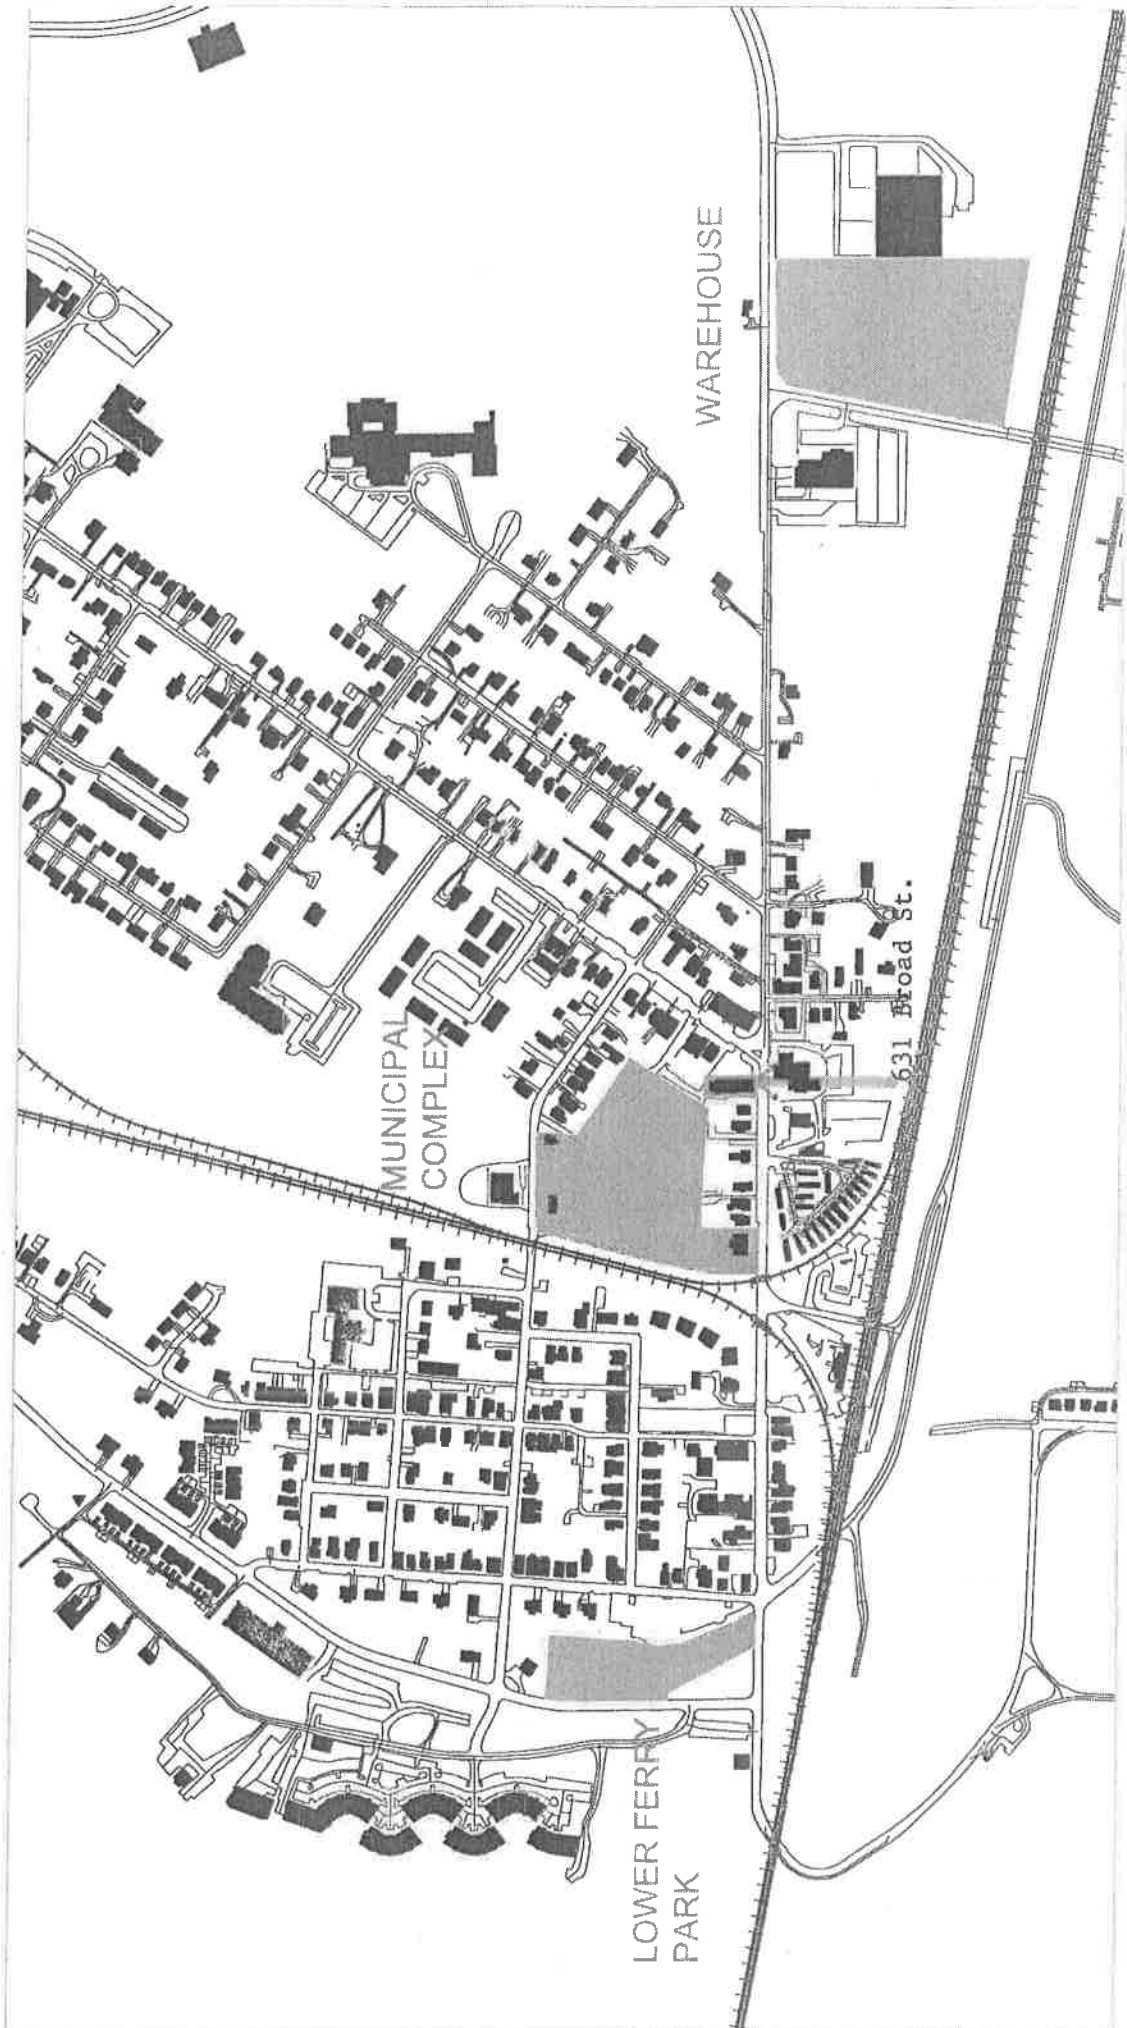 WAREHOUSE
631 Broad St.
MUNICIPAL
COMPLEX
LOWER FERRY
PARK